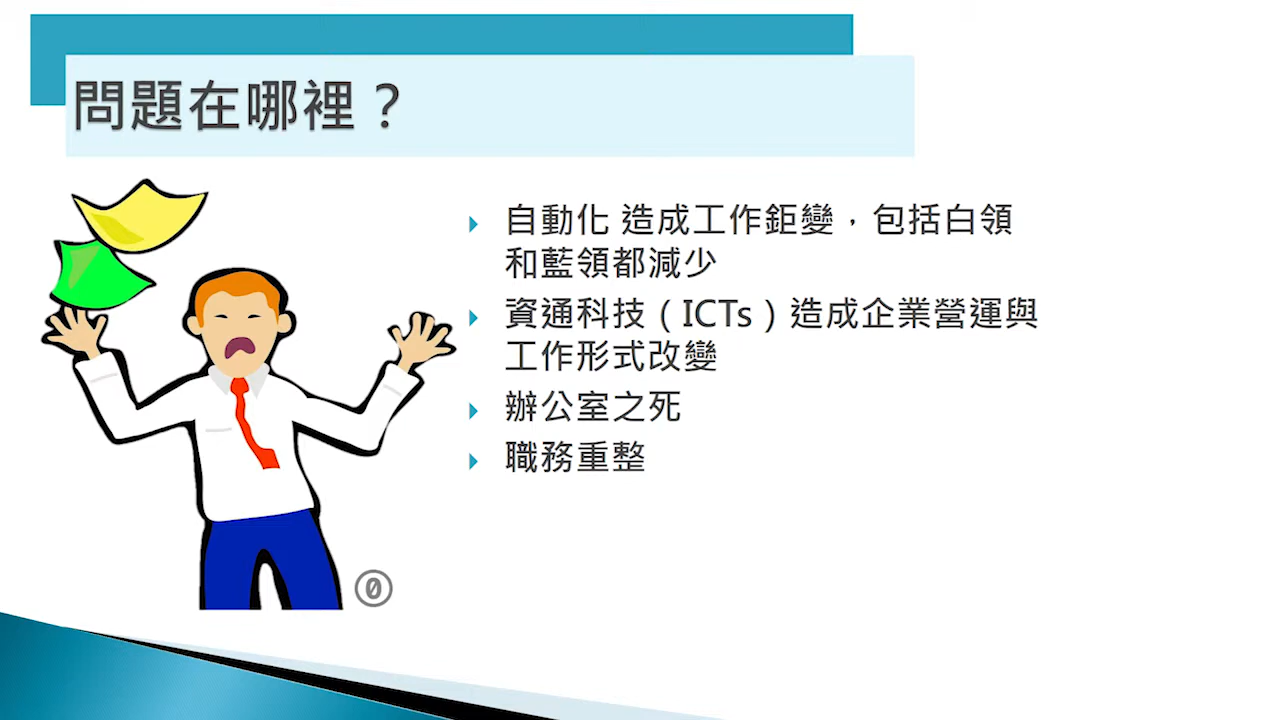 問題在哪裡？
自動化 造成工作鉅變，包括白領
和藍領都減少
資通科技（ICTs）造成企業營運與
工作形式改變
辦公室之死
職務重整